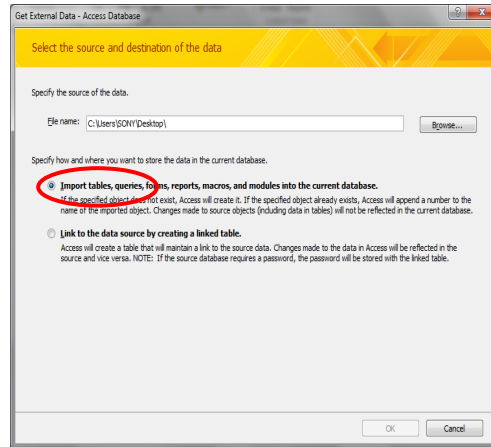 Get External Data - Access Database
Select the source and destination of the data
Specify the source of the data.
File name: C:\Users\SONY\Desktop\ Browse...
Specify how and where you want to store the data in the current database.
Import tables, queries, forms, reports, macros, and modules into the current database.
If the specified object does not exist, Access will create it. If the specified object already exists, Access will append a number to the
name of the imported object. Changes made to source objects (including data in tables) will not be reflected in the current database.
Link to the data source by creating a linked table.
Access will create a table that will maintain a link to the source data. Changes made to the data in Access will be reflected in the
source and vice versa. NOTE: If the source database requires a password, the password will be stored with the linked table.
OK Cancel